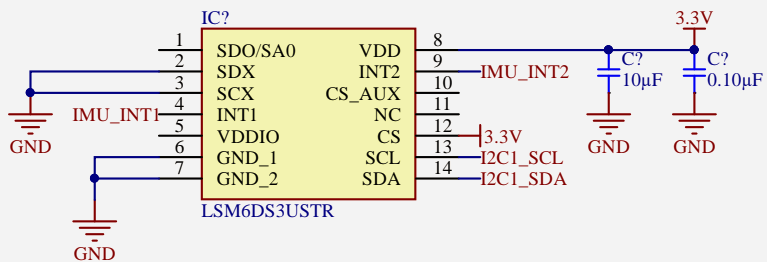 IC?
3.3V
1 SDO/SA0 VDD 8
2 SDX INT2 9 IMU_INT2
3 SCX CS_AUX 10
IMU_INT1 4 INT1 NC 11
5 VDDIO CS 12 3.3V
6 GND_1 SCL 13 I2C1_SCL
7 GND_2 SDA 14 I2C1_SDA
LSM6DS3USTR
C?
10µF
C?
0.10µF
GND
GND
GND
GND